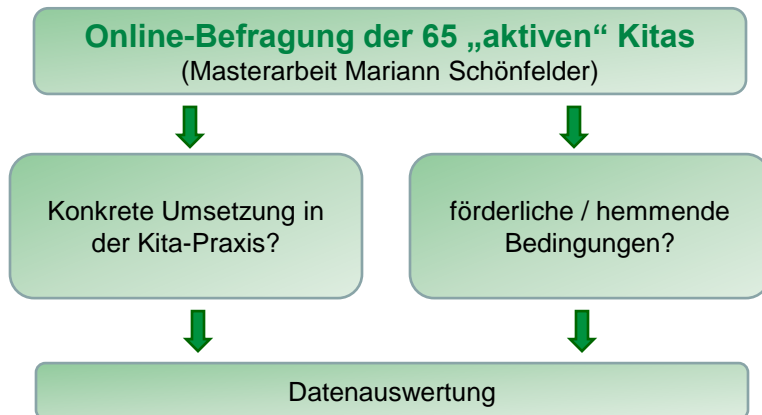 Online-Befragung der 65 „aktiven“ Kitas
(Masterarbeit Mariann Schönfelder)
Konkrete Umsetzung in
der Kita-Praxis?
förderliche / hemmende
Bedingungen?
Datenauswertung